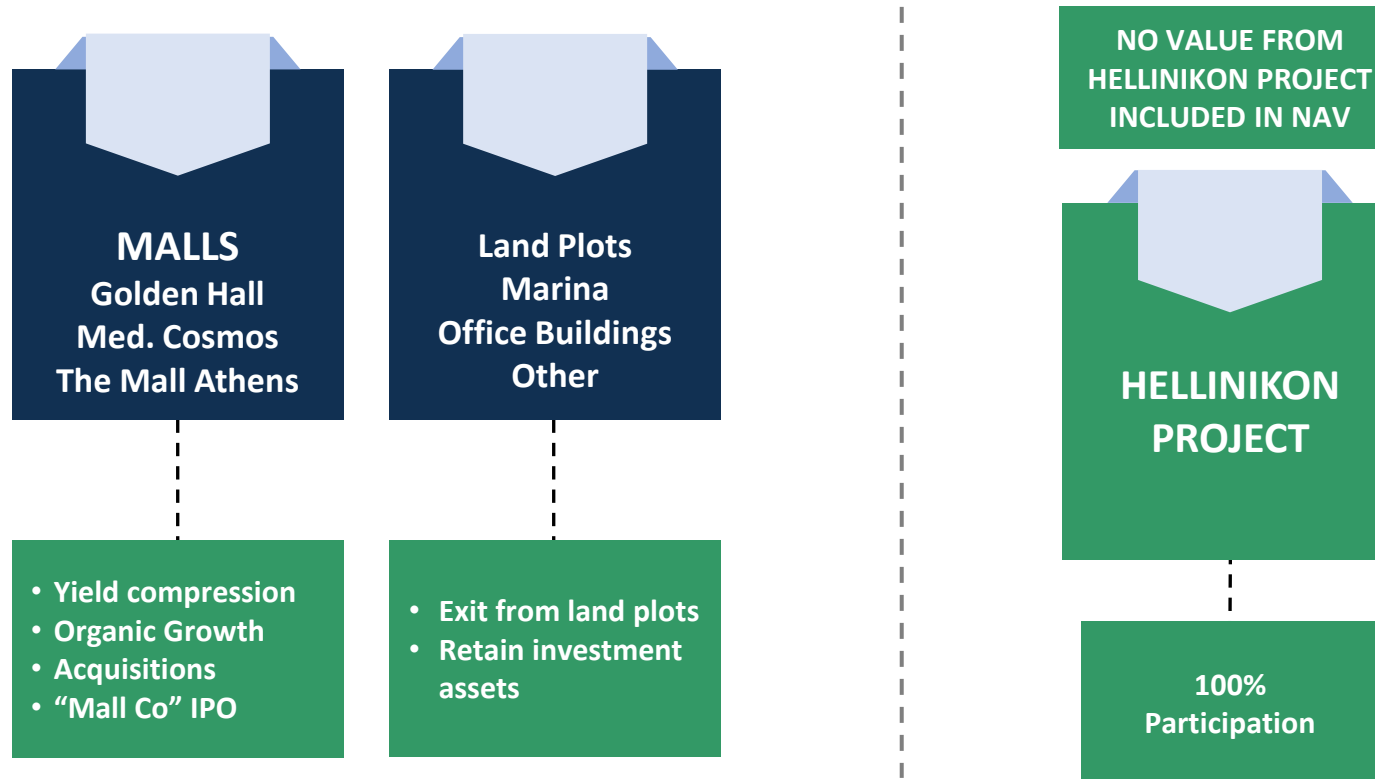 MALLS
Golden Hall
Med. Cosmos
The Mall Athens
• Yield compression
• Organic Growth
• Acquisitions
• “Mall Co” IPO
Land Plots
Marina
Office Buildings
Other
• Exit from land plots
• Retain investment
assets
NO VALUE FROM
HELLINIKON PROJECT
INCLUDED IN NAV
HELLINIKON
PROJECT
100%
Participation